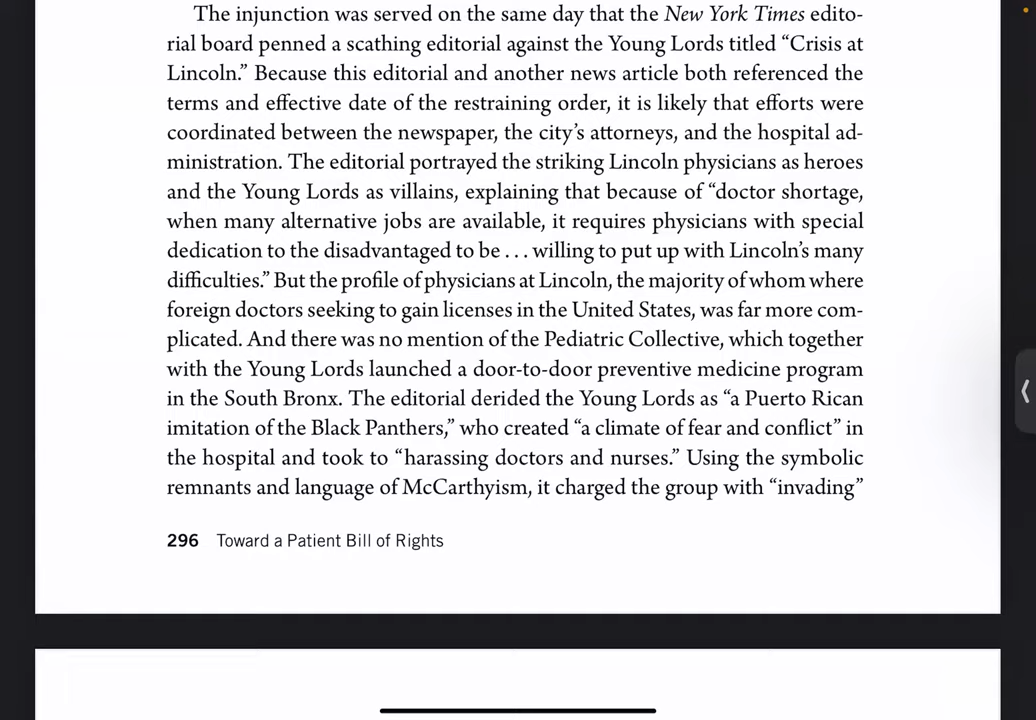 The injunction was served on the same day that the New York Times edito-
rial board penned a scathing editorial against the Young Lords titled “Crisis at
Lincoln.” Because this editorial and another news article both referenced the
terms and effective date of the restraining order, it is likely that efforts were
coordinated between the newspaper, the city’s attorneys, and the hospital ad-
ministration. The editorial portrayed the striking Lincoln physicians as heroes
and the Young Lords as villains, explaining that because of “doctor shortage,
when many alternative jobs are available, it requires physicians with special
dedication to the disadvantaged to be . . . willing to put up with Lincoln’s many
difficulties.” But the profile of physicians at Lincoln, the majority of whom where
foreign doctors seeking to gain licenses in the United States, was far more com-
plicated. And there was no mention of the Pediatric Collective, which together
with the Young Lords launched a door-to-door preventive medicine program
in the South Bronx. The editorial derided the Young Lords as “a Puerto Rican
imitation of the Black Panthers,” who created “a climate of fear and conflict” in
the hospital and took to “harassing doctors and nurses.” Using the symbolic
remnants and language of McCarthyism, it charged the group with “invading”
296 Toward a Patient Bill of Rights